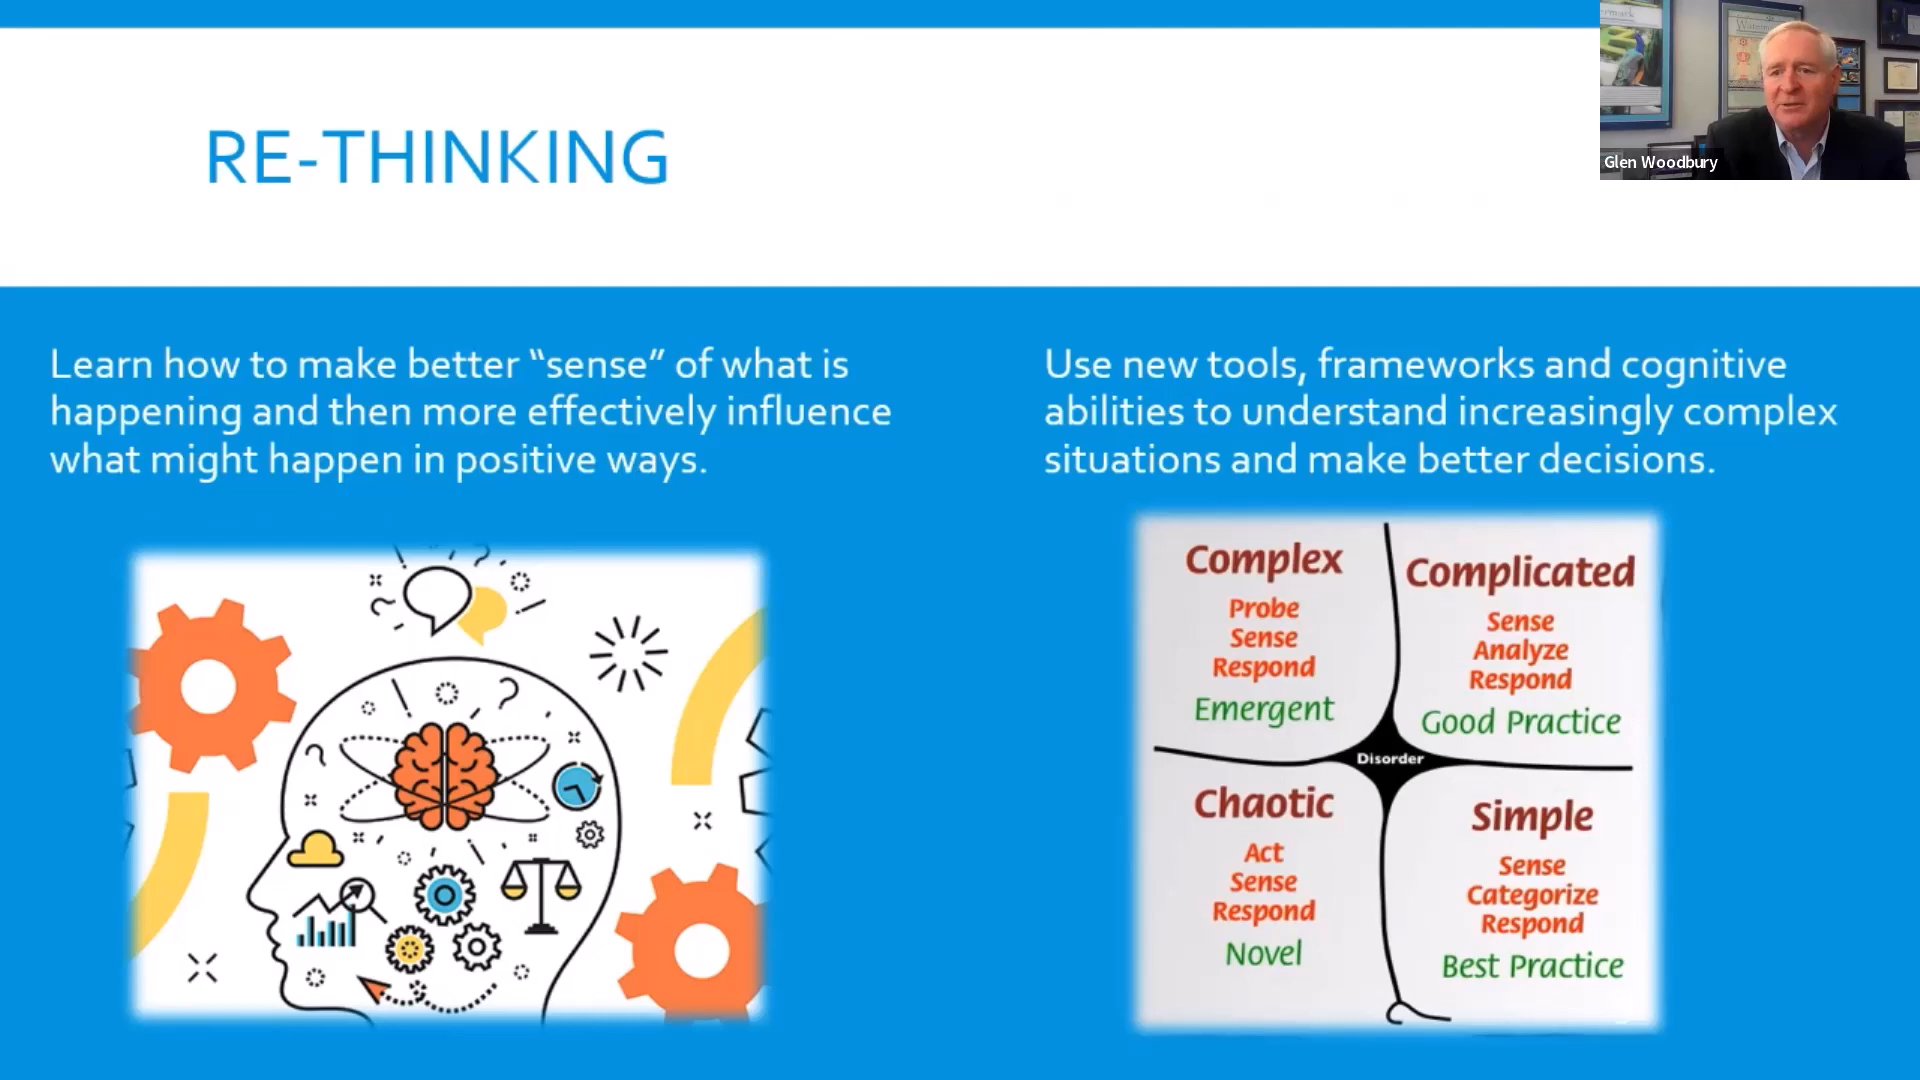 RE-THINKING
Glen Woodbury
Learn how to make better “sense” of what is
happening and then more effectively influence
what might happen in positive ways.
Use new tools, frameworks and cognitive
abilities to understand increasingly complex
situations and make better decisions.
Complex
Probe
Sense
Respond
Emergent
Complicated
Sense
Analyze
Respond
Good Practice
Disorder
Chaotic
Act
Sense
Respond
Novel
Simple
Sense
Categorize
Respond
Best Practice